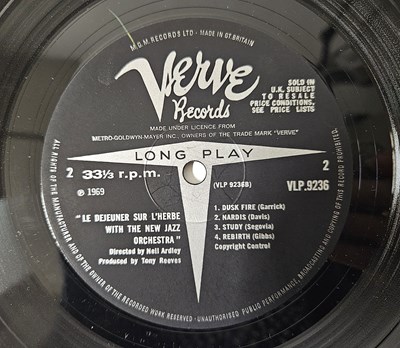 M.G.M. RECORDS LTD · MADE IN GT. BRITAIN
Verve
Records
SOLD IN
U.K. SUBJECT
TO RESALE
PRICE CONDITIONS,
SEE PRICE LISTS
MADE UNDER LICENCE FROM
METRO-GOLDWYN-MAYER INC., OWNERS OF THE TRADE MARK "VERVE"
LONG PLAY
2 33⅓ r.p.m.
℗ 1969
(VLP 9236B)
2
VLP.9236
"LE DEJEUNER SUR L'HERBE
WITH THE NEW JAZZ
ORCHESTRA"
Directed by Neil Ardley
Produced by Tony Reeves
1. DUSK FIRE (Garrick)
2. NARDIS (Davis)
3. STUDY (Segovia)
4. REBIRTH (Gibbs)
Copyright Control
ALL RIGHTS OF THE MANUFACTURER AND OF THE OWNER OF THE RECORDED WORK RESERVED · UNAUTHORISED PUBLIC PERFORMANCE, BROADCASTING AND COPYING OF THIS RECORD PROHIBITED